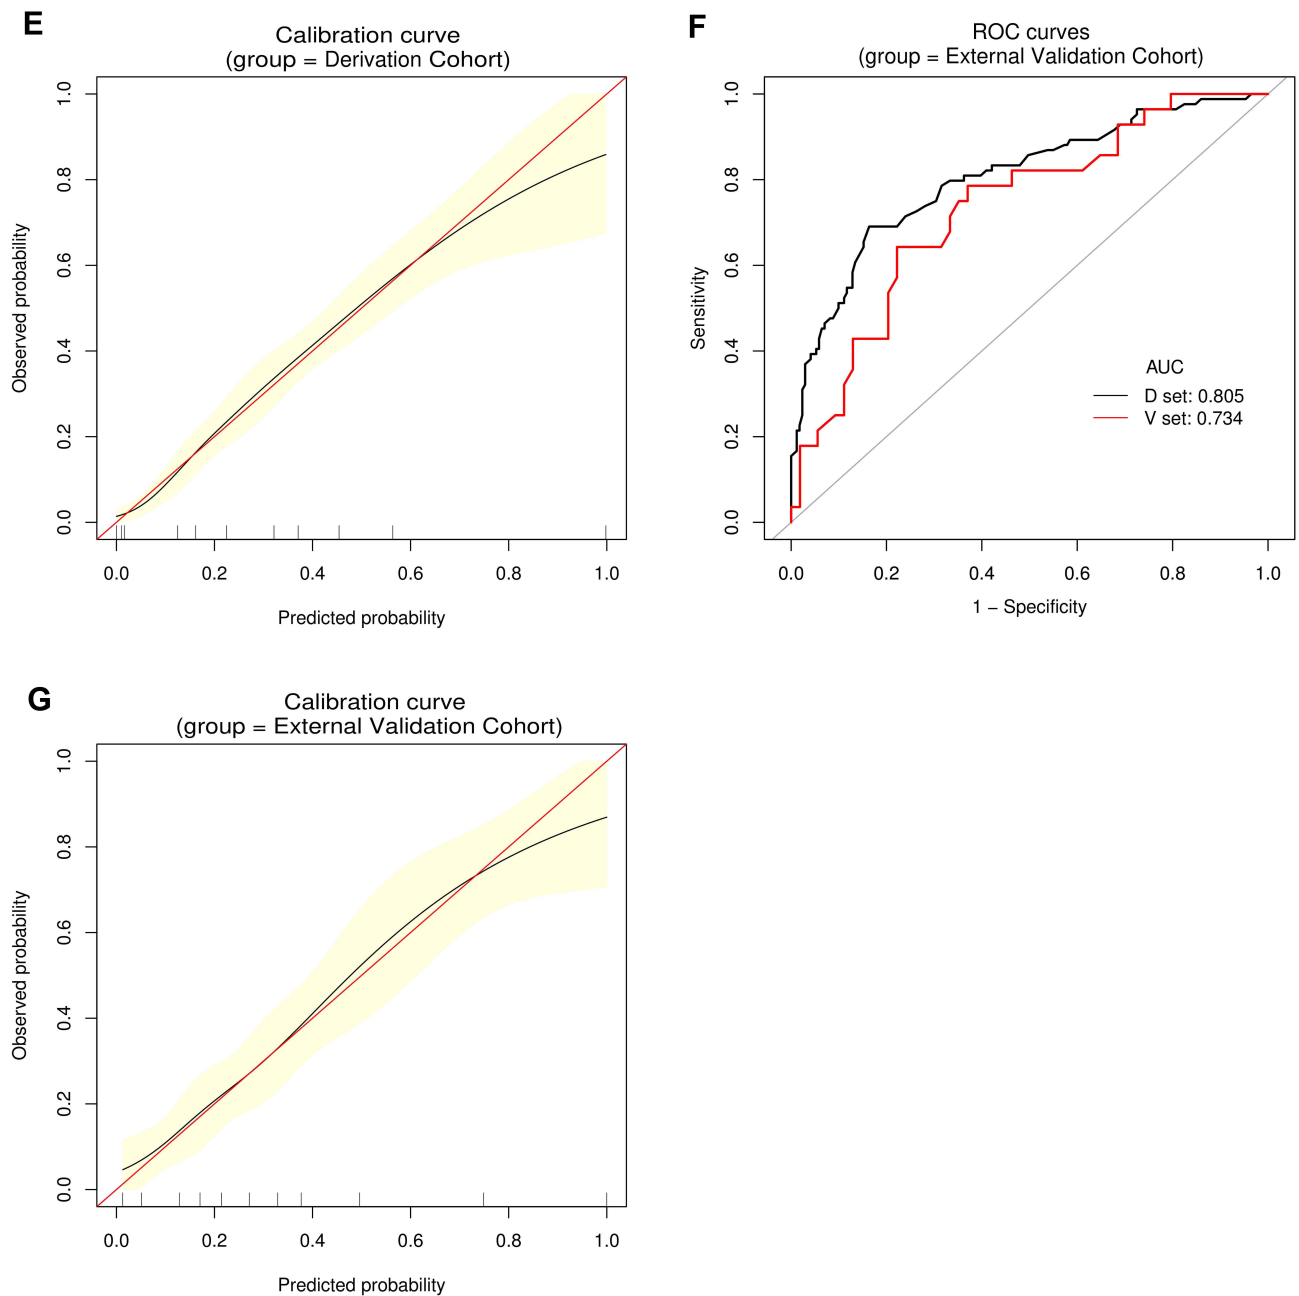 E
Calibration curve
(group = Derivation Cohort)
Observed probability
1.0
0.8
0.6
0.4
0.2
0.0
0.0 0.2 0.4 0.6 0.8 1.0
Predicted probability
F
ROC curves
(group = External Validation Cohort)
Sensitivity
1.0
0.8
0.6
0.4
0.2
0.0
AUC
D set: 0.805
V set: 0.734
0.0 0.2 0.4 0.6 0.8 1.0
1 − Specificity
G
Calibration curve
(group = External Validation Cohort)
Observed probability
1.0
0.8
0.6
0.4
0.2
0.0
0.0 0.2 0.4 0.6 0.8 1.0
Predicted probability